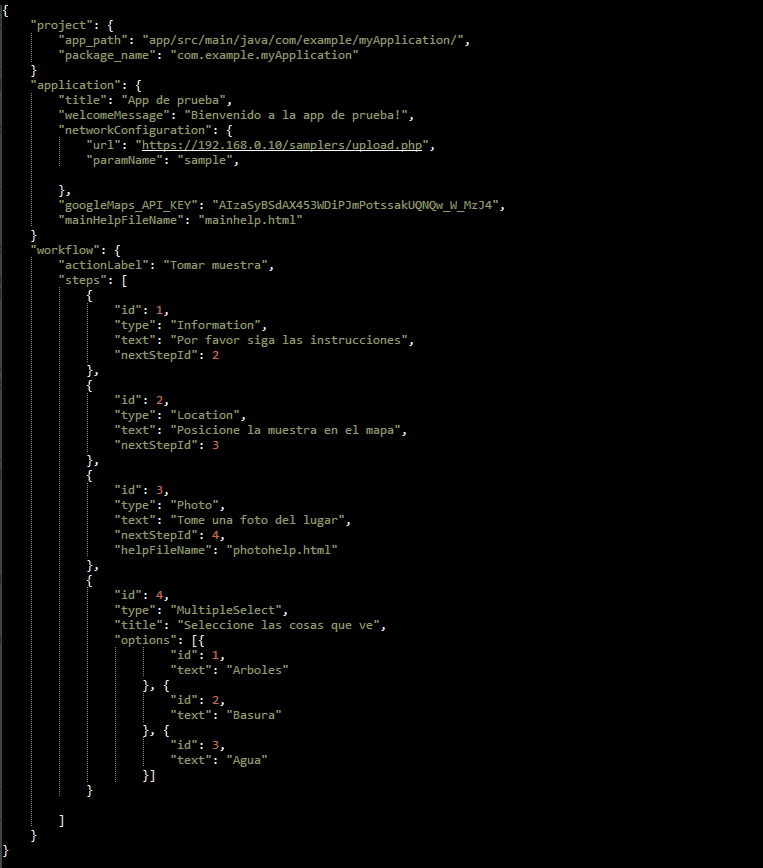 {
    "project": {
        "app_path": "app/src/main/java/com/example/myApplication/",
        "package_name": "com.example.myApplication"
    }
    "application": {
        "title": "App de prueba",
        "welcomeMessage": "Bienvenido a la app de prueba!",
        "networkConfiguration": {
            "url": "https://192.168.0.10/samplers/upload.php",
            "paramName": "sample",
        },
        "googleMaps_API_KEY": "AIzaSyBSdAX453WDiPJmPotssakUQNQw_W_MzJ4",
        "mainHelpFileName": "mainhelp.html"
    }
    "workflow": {
        "actionLabel": "Tomar muestra",
        "steps": [
            {
                "id": 1,
                "type": "Information",
                "text": "Por favor siga las instrucciones",
                "nextStepId": 2
            },
            {
                "id": 2,
                "type": "Location",
                "text": "Posicione la muestra en el mapa",
                "nextStepId": 3
            },
            {
                "id": 3,
                "type": "Photo",
                "text": "Tome una foto del lugar",
                "nextStepId": 4,
                "helpFileName": "photohelp.html"
            },
            {
                "id": 4,
                "type": "MultipleSelect",
                "title": "Seleccione las cosas que ve",
                "options": [{
                        "id": 1,
                        "text": "Arboles"
                    }, {
                        "id": 2,
                        "text": "Basura"
                    }, {
                        "id": 3,
                        "text": "Agua"
                    }]
            }
        ]
    }
}